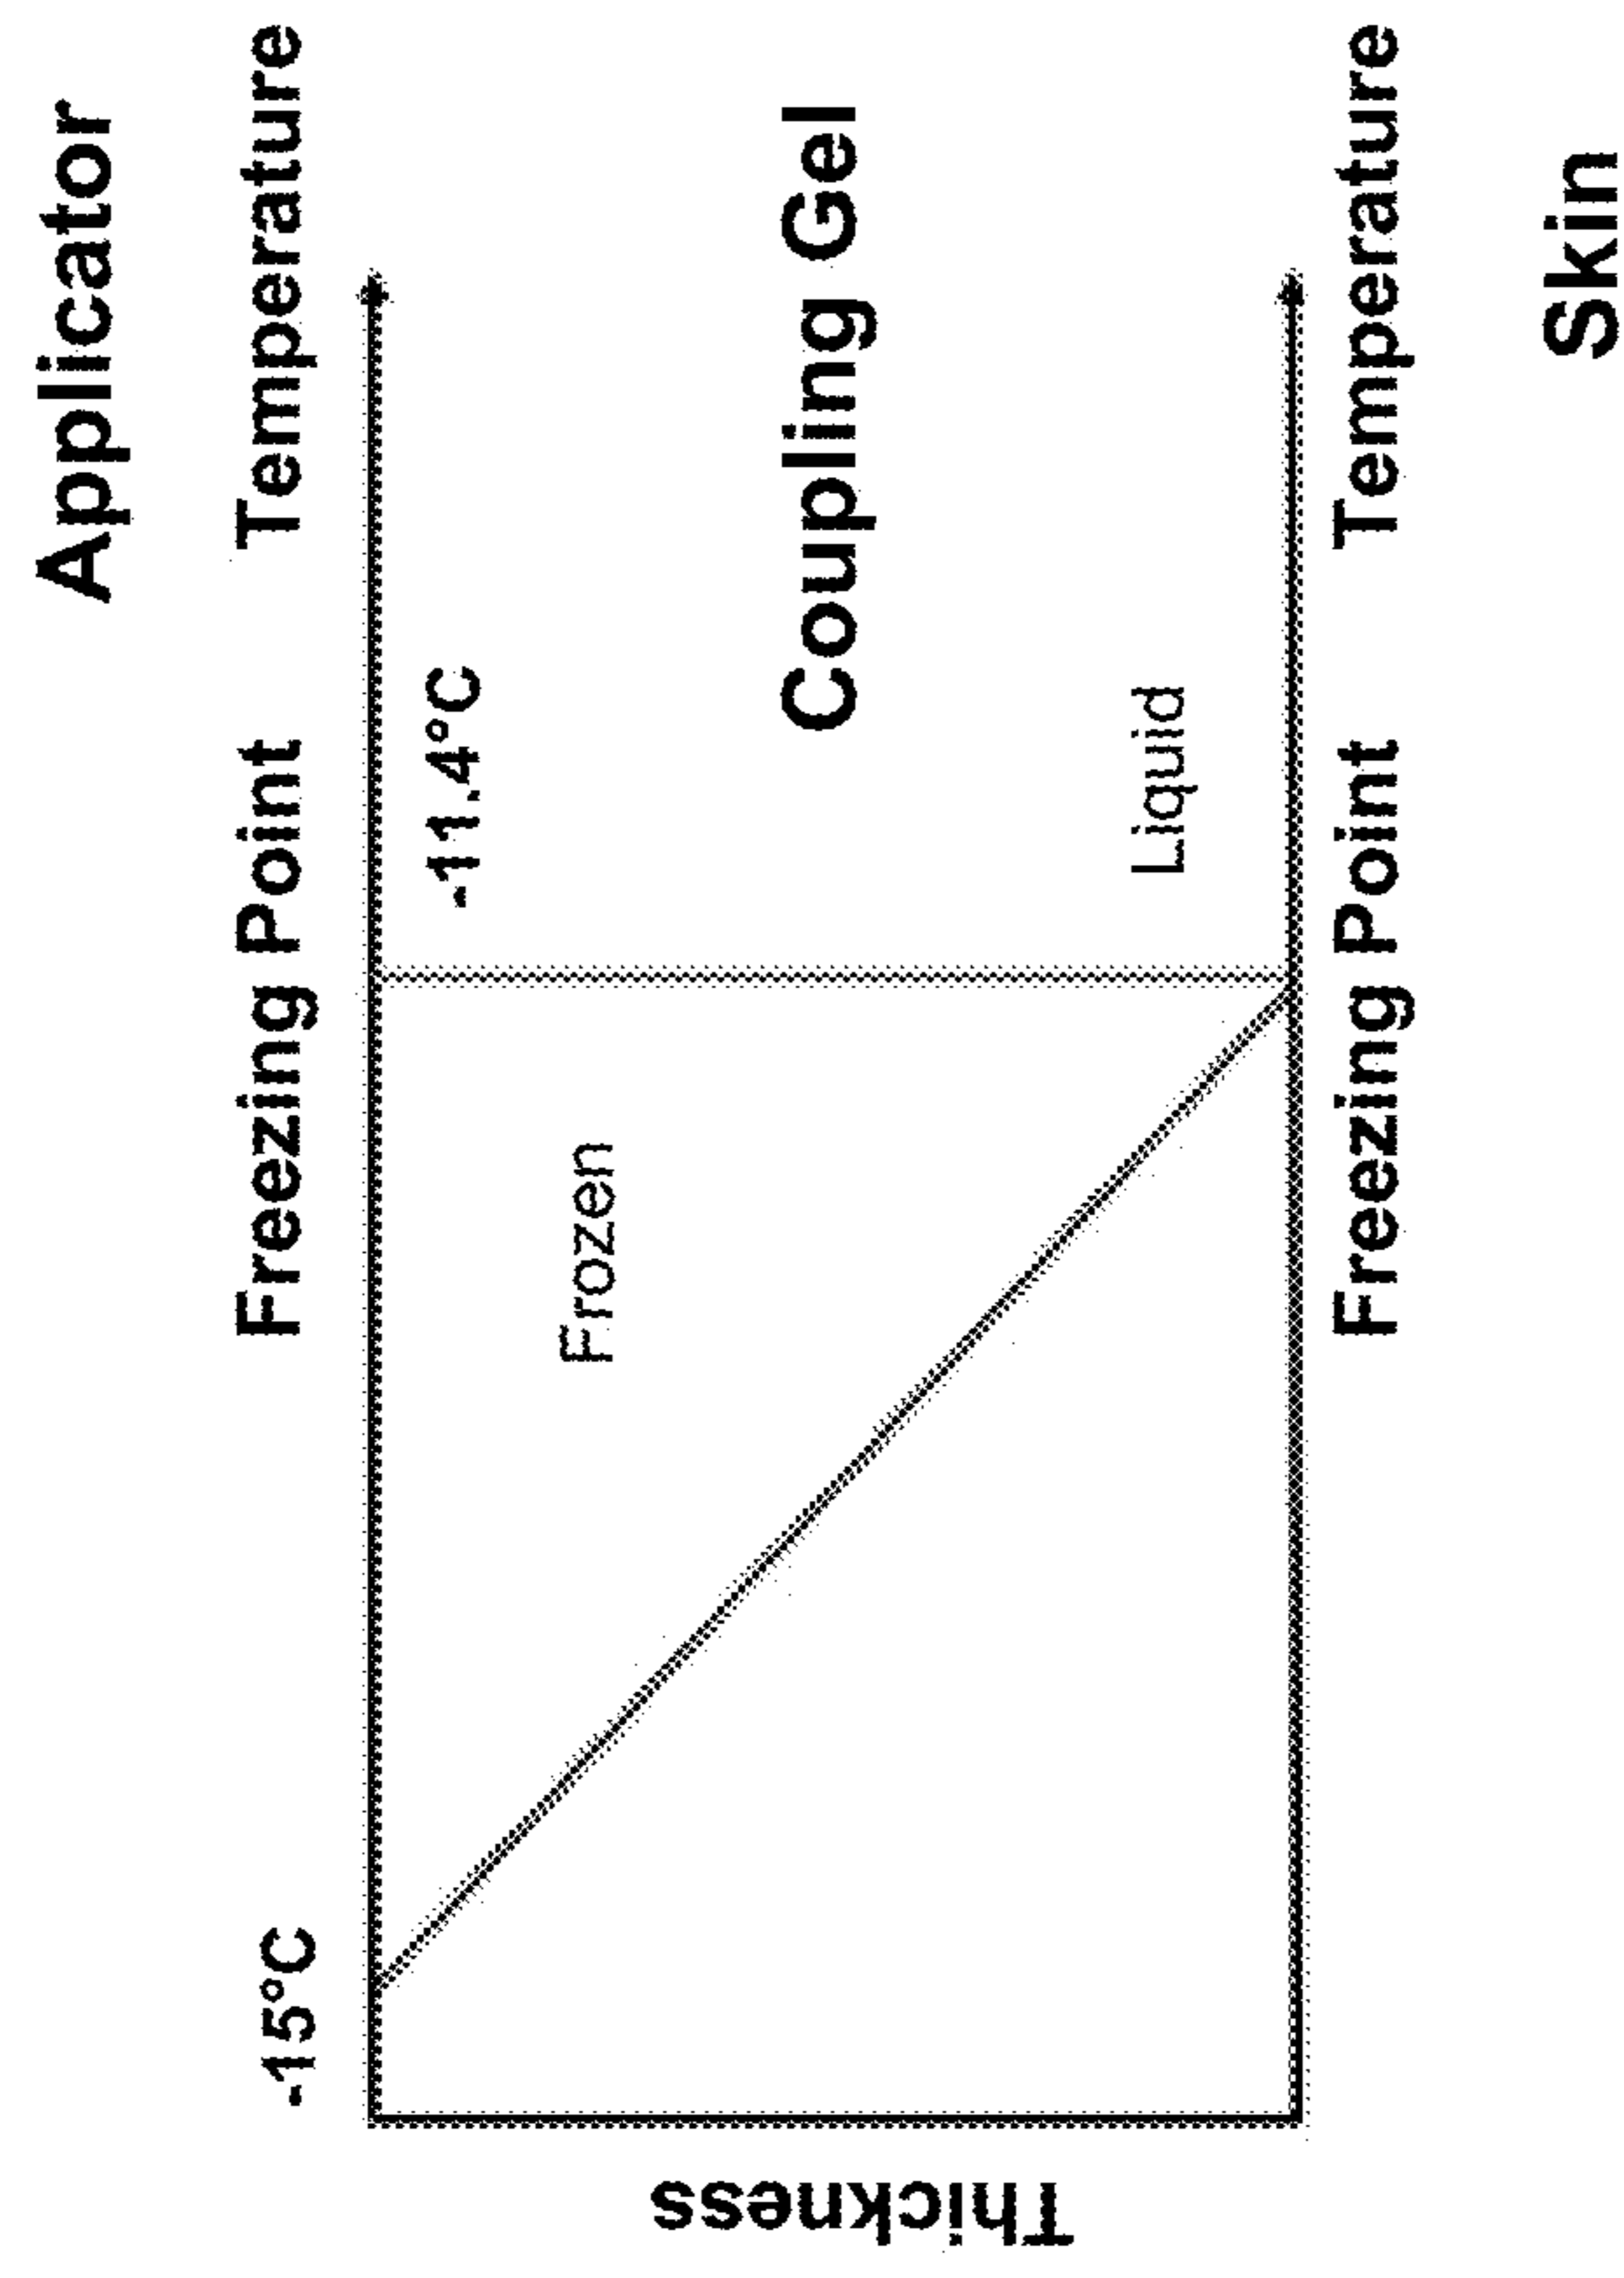 Applicator
Freezing Point Temperature
-15°C
-11.4°C
Frozen
Coupling Gel
Thickness
Liquid
Freezing Point Temperature
Skin